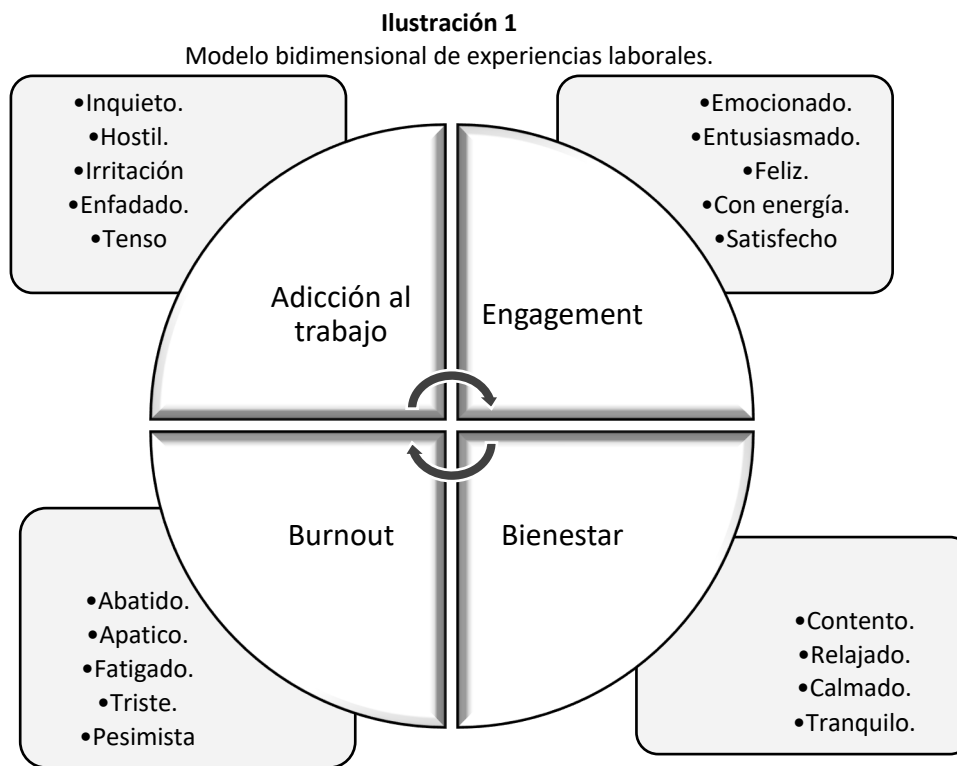 Ilustración 1
Modelo bidimensional de experiencias laborales.
•Inquieto.
•Hostil.
•Irritación
•Enfadado.
•Tenso
•Emocionado.
•Entusiasmado.
•Feliz.
•Con energía.
•Satisfecho
Adicción al
trabajo
Engagement
Burnout
Bienestar
•Abatido.
•Apatico.
•Fatigado.
•Triste.
•Pesimista
•Contento.
•Relajado.
•Calmado.
•Tranquilo.